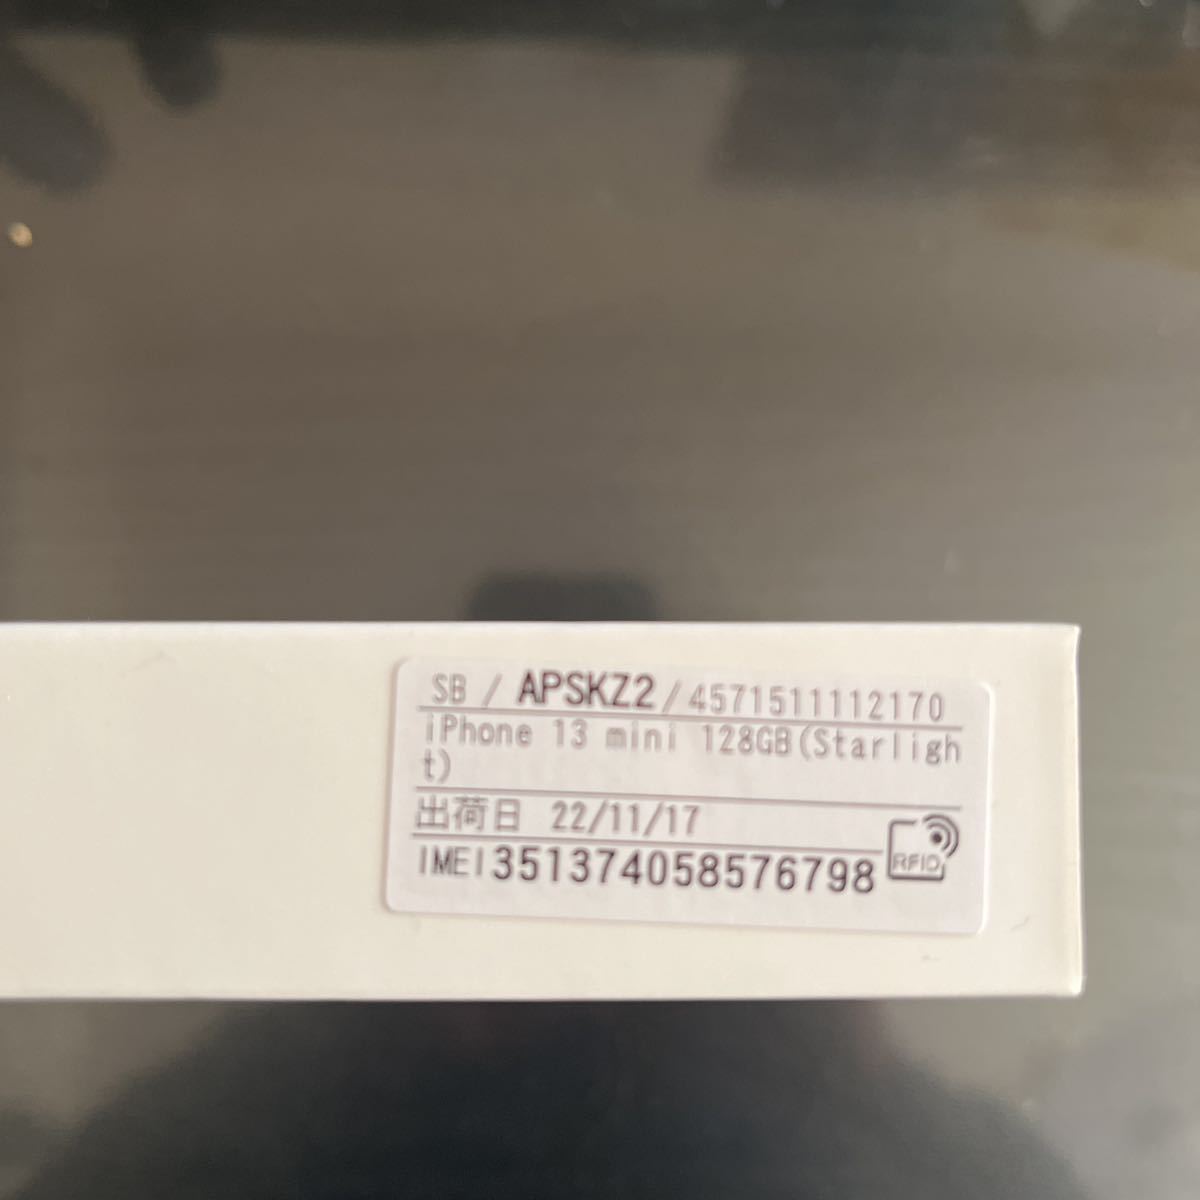 SB / APSKZ2 / 4571511112170
iPhone 13 mini 128GB(Starligh
t)
出荷日 22/11/17
IMEI351374058576798
RFID